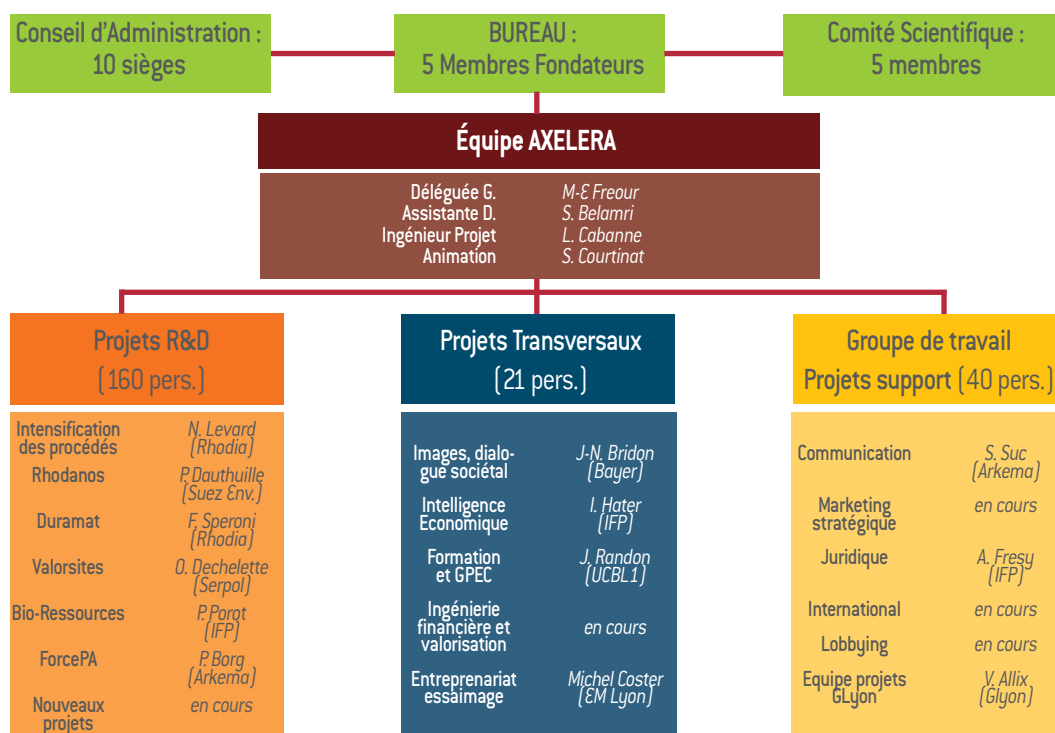 Conseil d'Administration :
10 sièges
BUREAU :
5 Membres Fondateurs
Comité Scientifique :
5 membres
Équipe AXELERA
Déléguée G. M-E Freour
Assistante D. S. Belamri
Ingénieur Projet L. Cabanne
Animation S. Courtinat
Projets R&D
(160 pers.)
Intensification
des procédés
N. Levard
(Rhodia)
Rhodanos
P. Dauthuille
(Suez Env.)
Duramat
F. Speroni
(Rhodia)
Valorsites
O. Dechelette
(Serpol)
Bio-Ressources
P. Porot
(IFP)
ForcePA
P. Borg
(Arkema)
Nouveaux
projets
en cours
Projets Transversaux
(21 pers.)
Images, dialo-
gue sociétal
J-N. Bridon
(Bayer)
Intelligence
Economique
I. Hater
(IFP)
Formation
et GPEC
J. Randon
(UCBL1)
Ingénierie
financière et
valorisation
en cours
Entreprenariat
essaimage
Michel Coster
(EM Lyon)
Groupe de travail
Projets support (40 pers.)
Communication
S. Suc
(Arkema)
Marketing
stratégique
en cours
Juridique
A. Fresy
(IFP)
International en cours
Lobbying en cours
Equipe projets
GLyon
V. Allix
(Glyon)